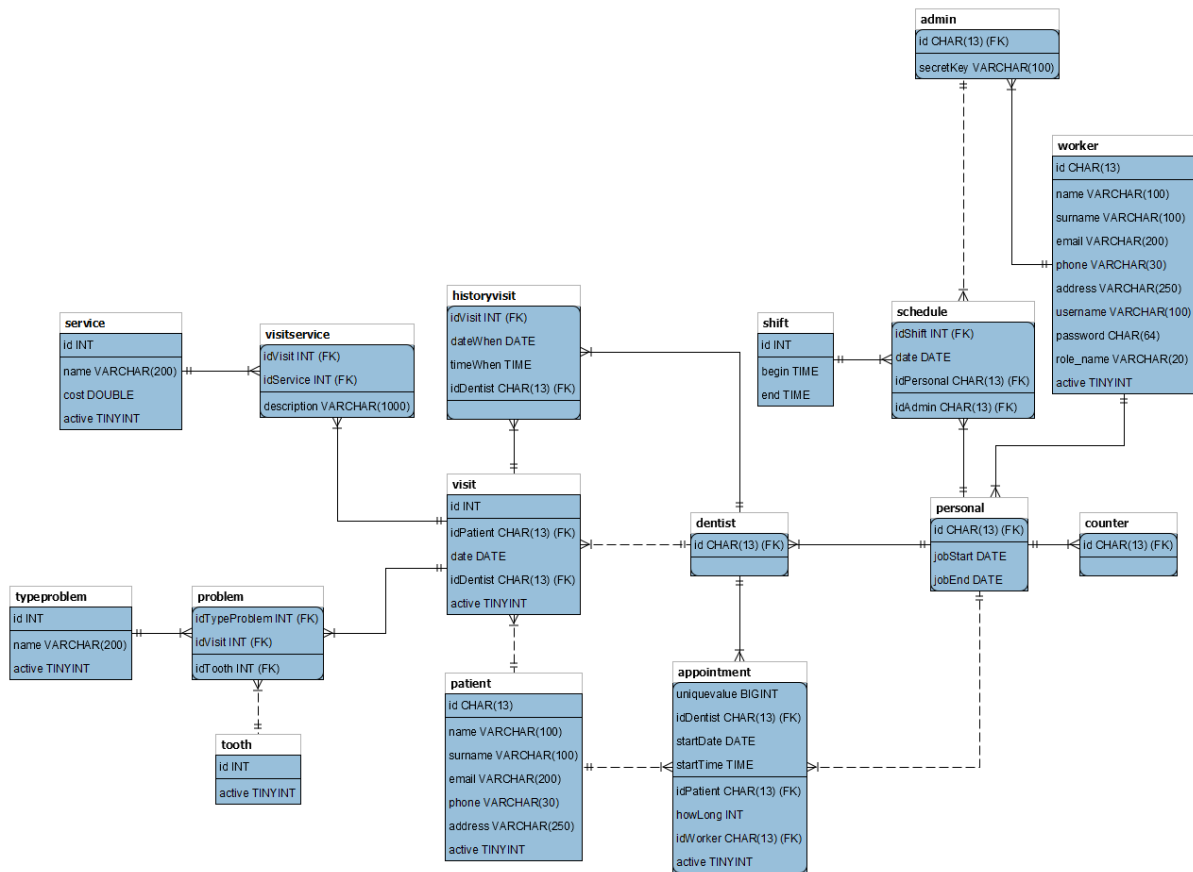 admin
id CHAR(13) (FK)
secretKey VARCHAR(100)
worker
id CHAR(13)
name VARCHAR(100)
surname VARCHAR(100)
email VARCHAR(200)
phone VARCHAR(30)
address VARCHAR(250)
username VARCHAR(100)
password CHAR(64)
role_name VARCHAR(20)
active TINYINT
service
id INT
name VARCHAR(200)
cost DOUBLE
active TINYINT
visitservice
idVisit INT (FK)
idService INT (FK)
description VARCHAR(1000)
historyvisit
idVisit INT (FK)
dateWhen DATE
timeWhen TIME
idDentist CHAR(13) (FK)
shift
id INT
begin TIME
end TIME
schedule
idShift INT (FK)
date DATE
idPersonal CHAR(13) (FK)
idAdmin CHAR(13) (FK)
visit
id INT
idPatient CHAR(13) (FK)
date DATE
idDentist CHAR(13) (FK)
active TINYINT
dentist
id CHAR(13) (FK)
personal
id CHAR(13) (FK)
jobStart DATE
jobEnd DATE
counter
id CHAR(13) (FK)
typeproblem
id INT
name VARCHAR(200)
active TINYINT
problem
idTypeProblem INT (FK)
idVisit INT (FK)
idTooth INT (FK)
tooth
id INT
active TINYINT
patient
id CHAR(13)
name VARCHAR(100)
surname VARCHAR(100)
email VARCHAR(200)
phone VARCHAR(30)
address VARCHAR(250)
active TINYINT
appointment
uniquevalue BIGINT
idDentist CHAR(13) (FK)
startDate DATE
startTime TIME
idPatient CHAR(13) (FK)
howLong INT
idWorker CHAR(13) (FK)
active TINYINT